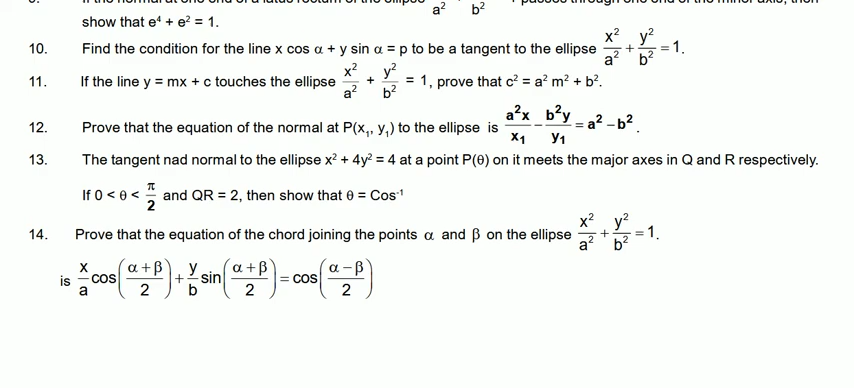 show that e⁴ + e² = 1.
10. Find the condition for the line x cos α + y sin α = p to be a tangent to the ellipse x²/a² + y²/b² = 1.
11. If the line y = mx + c touches the ellipse x²/a² + y²/b² = 1, prove that c² = a² m² + b².
12. Prove that the equation of the normal at P(x₁, y₁) to the ellipse is a²x/x₁ − b²y/y₁ = a² − b².
13. The tangent nad normal to the ellipse x² + 4y² = 4 at a point P(θ) on it meets the major axes in Q and R respectively.
If 0 < θ < π/2 and QR = 2, then show that θ = Cos⁻¹
14. Prove that the equation of the chord joining the points α and β on the ellipse x²/a² + y²/b² = 1.
is x/a cos((α+β)/2) + y/b sin((α+β)/2) = cos((α−β)/2)